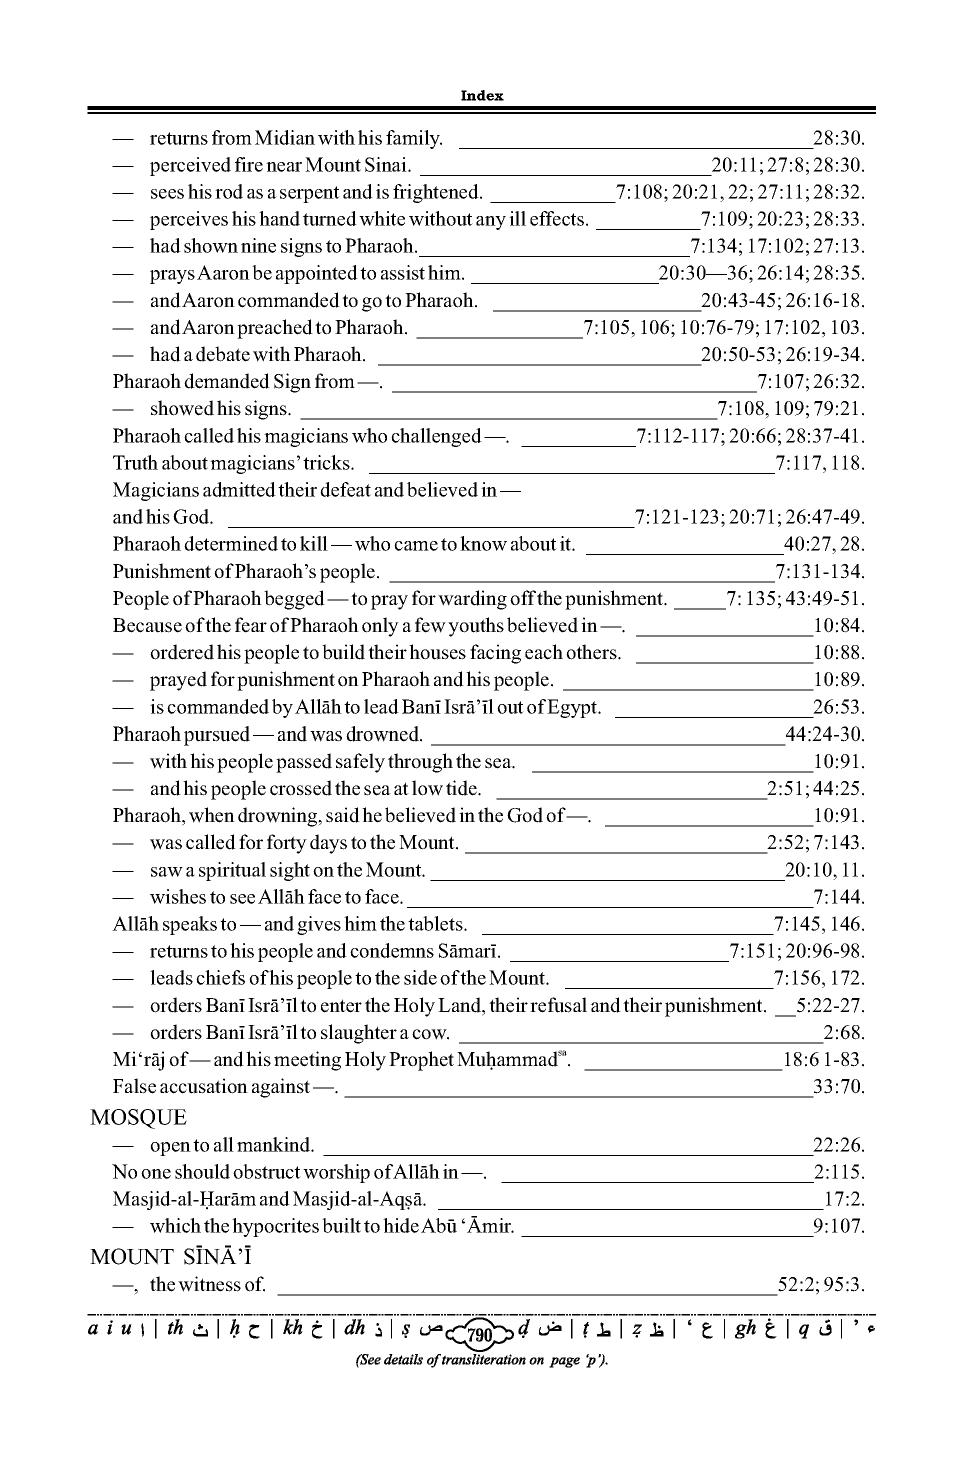 Index
— returns from Midian with his family. 28:30.
— perceived fire near Mount Sinai. 20:11; 27:8; 28:30.
— sees his rod as a serpent and is frightened. 7:108; 20:21, 22; 27:11; 28:32.
— perceives his hand turned white without any ill effects. 7:109; 20:23; 28:33.
— had shown nine signs to Pharaoh. 7:134; 17:102; 27:13.
— prays Aaron be appointed to assist him. 20:30—36; 26:14; 28:35.
— and Aaron commanded to go to Pharaoh. 20:43-45; 26:16-18.
— and Aaron preached to Pharaoh. 7:105, 106; 10:76-79; 17:102, 103.
— had a debate with Pharaoh. 20:50-53; 26:19-34.
Pharaoh demanded Sign from —. 7:107; 26:32.
— showed his signs. 7:108, 109; 79:21.
Pharaoh called his magicians who challenged —. 7:112-117; 20:66; 28:37-41.
Truth about magicians' tricks. 7:117, 118.
Magicians admitted their defeat and believed in —
and his God. 7:121-123; 20:71; 26:47-49.
Pharaoh determined to kill — who came to know about it. 40:27, 28.
Punishment of Pharaoh's people. 7:131-134.
People of Pharaoh begged — to pray for warding off the punishment. 7: 135; 43:49-51.
Because of the fear of Pharaoh only a few youths believed in —. 10:84.
— ordered his people to build their houses facing each others. 10:88.
— prayed for punishment on Pharaoh and his people. 10:89.
— is commanded by Allāh to lead Banī Isrā'īl out of Egypt. 26:53.
Pharaoh pursued — and was drowned. 44:24-30.
— with his people passed safely through the sea. 10:91.
— and his people crossed the sea at low tide. 2:51; 44:25.
Pharaoh, when drowning, said he believed in the God of —. 10:91.
— was called for forty days to the Mount. 2:52; 7:143.
— saw a spiritual sight on the Mount. 20:10, 11.
— wishes to see Allāh face to face. 7:144.
Allāh speaks to — and gives him the tablets. 7:145, 146.
— returns to his people and condemns Sāmarī. 7:151; 20:96-98.
— leads chiefs of his people to the side of the Mount. 7:156, 172.
— orders Banī Isrā'īl to enter the Holy Land, their refusal and their punishment. 5:22-27.
— orders Banī Isrā'īl to slaughter a cow. 2:68.
Mi‘rāj of — and his meeting Holy Prophet Muḥammadsa. 18:6 1-83.
False accusation against —. 33:70.
MOSQUE
— open to all mankind. 22:26.
No one should obstruct worship of Allāh in —. 2:115.
Masjid-al-Ḥarām and Masjid-al-Aqṣā. 17:2.
— which the hypocrites built to hide Abū ‘Āmir. 9:107.
MOUNT SĪNĀ'Ī
—, the witness of. 52:2; 95:3.
a i u ا | th ث | ḥ ح | kh خ | dh ذ | ṣ ص 790 ḍ ض | ṭ ط | ẓ ظ | ‘ ع | gh غ | q ق | ’ ء
(See details of transliteration on page 'p').